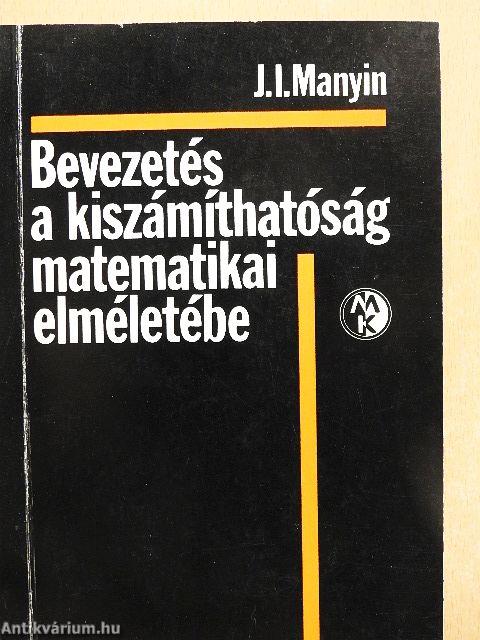 J.I.Manyin
Bevezetés
a kiszámíthatóság
matematikai
elméletébe
M
K
Antikvárium.hu